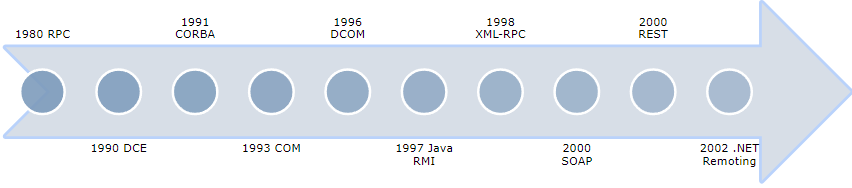 1980 RPC
1990 DCE
1991
CORBA
1993 COM
1996
DCOM
1997 Java
RMI
1998
XML-RPC
2000
SOAP
2000
REST
2002 .NET
Remoting